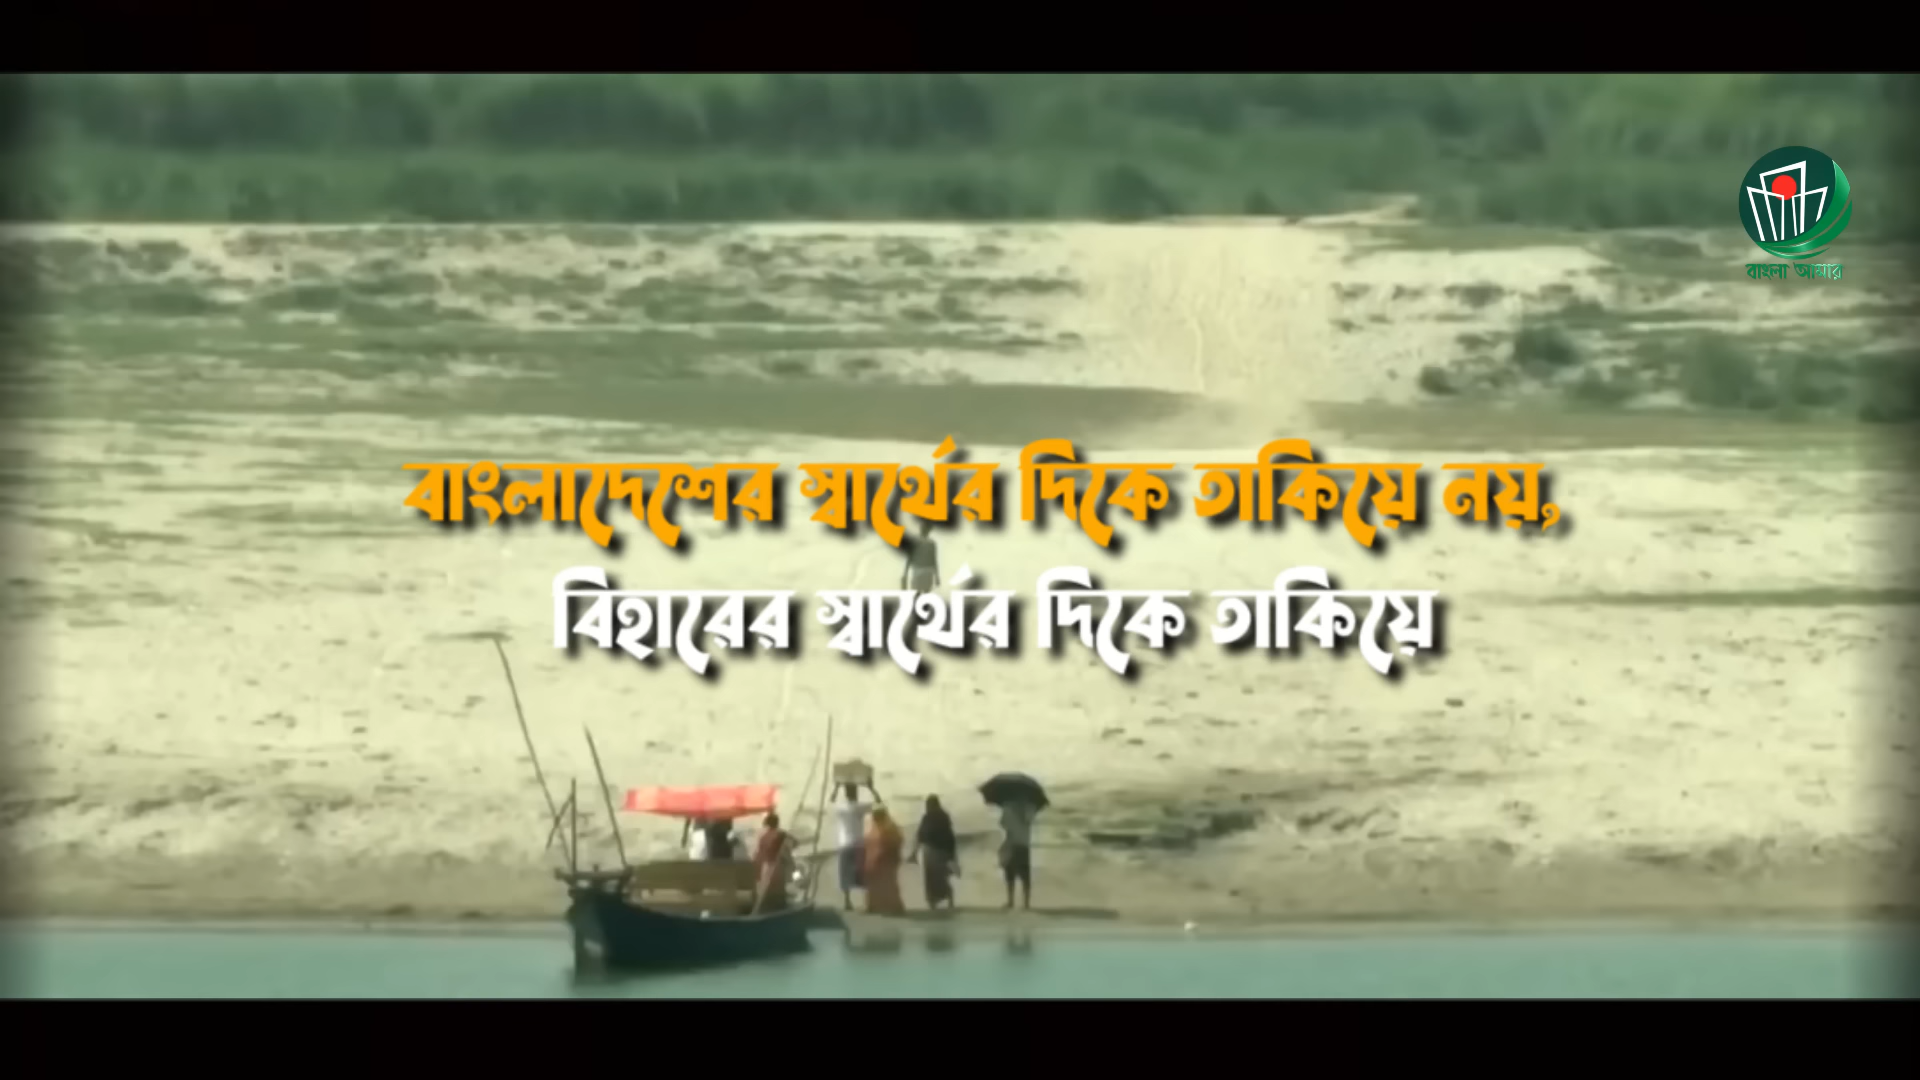 বাংলা আমার
বাংলাদেশের স্বার্থের দিকে তাকিয়ে নয়,
বিহারের স্বার্থের দিকে তাকিয়ে